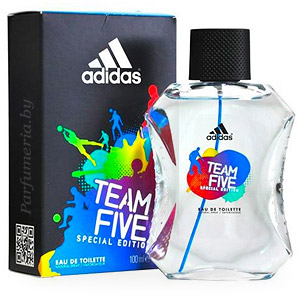 Parfumeria.by
adidas
TEAM
FIVE
SPECIAL EDITION
EAU DE TOILETTE
100 ml
adidas
TEAM
FIVE
SPECIAL EDITION
EAU DE TOILETTE